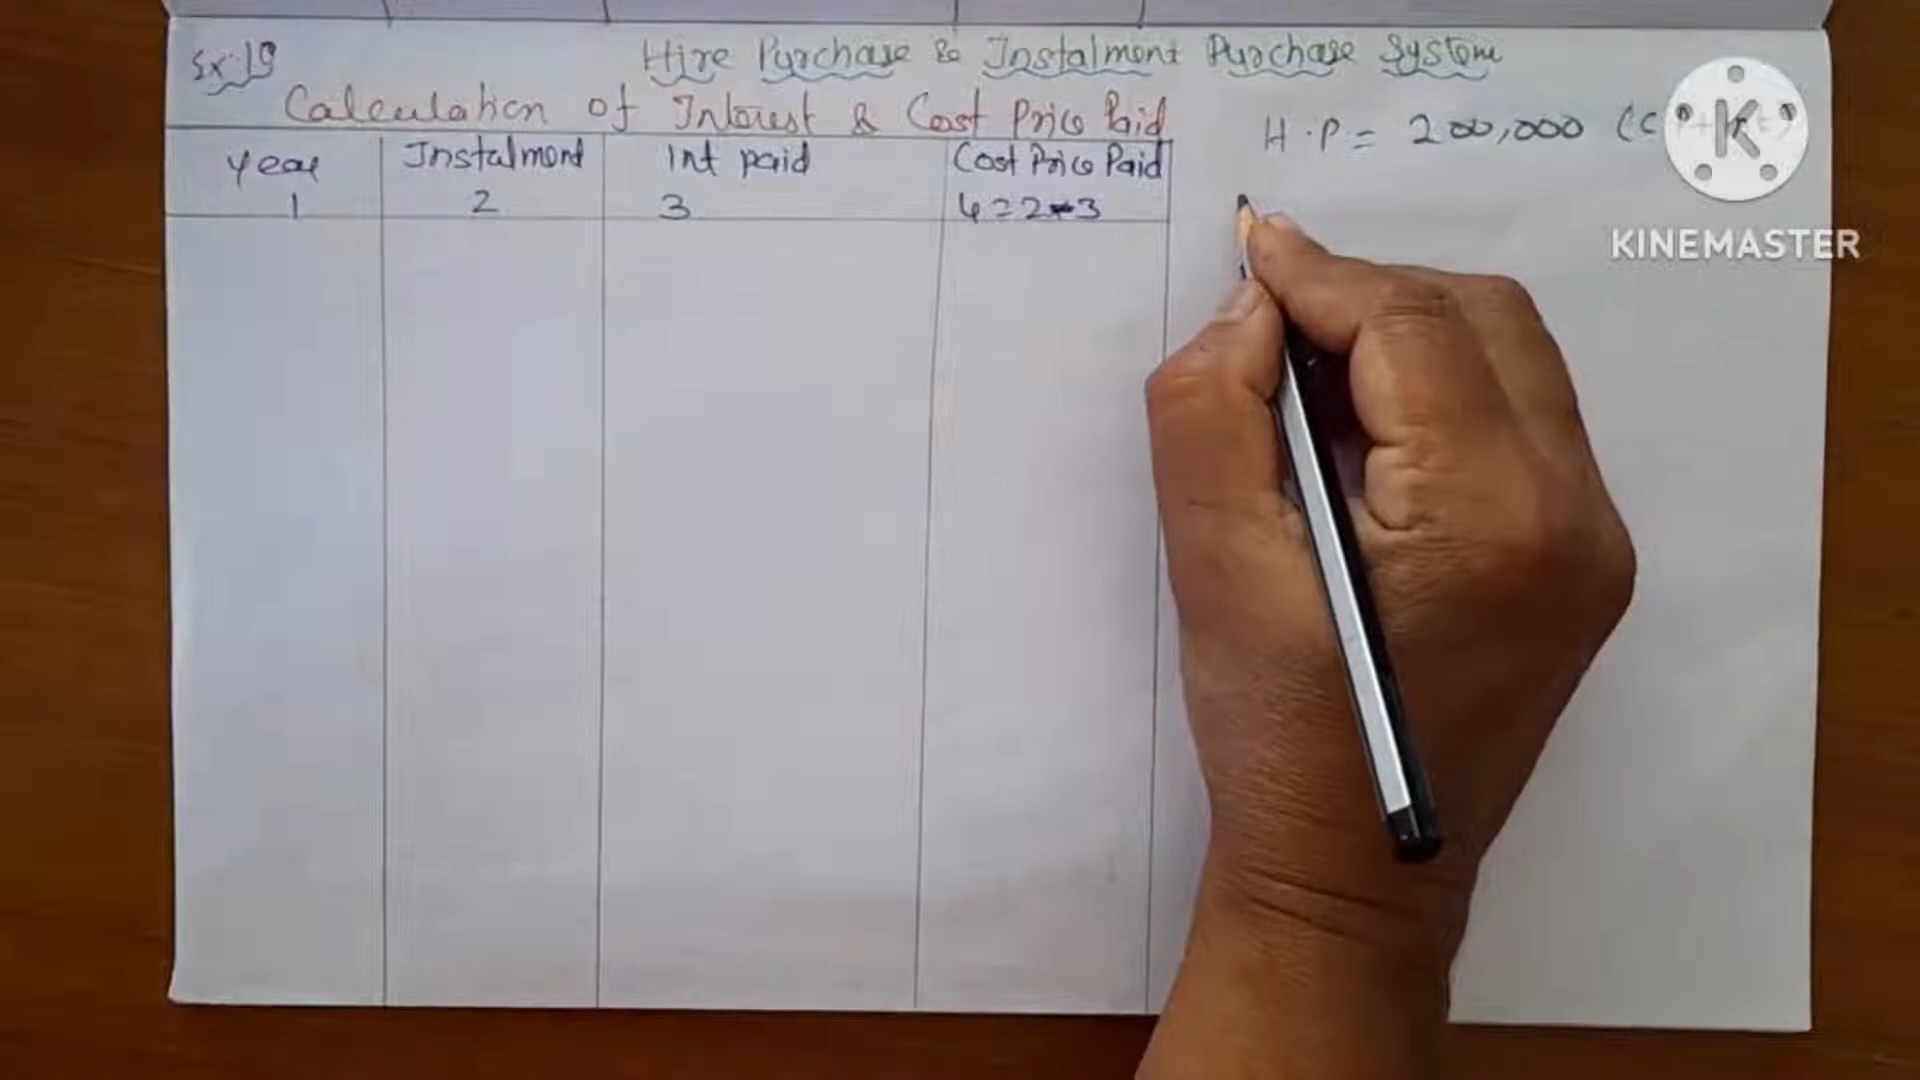 Ex:19
Hire Purchase & Instalment Purchase System
Calculation of Interest & Cost Price Paid
H.P = 200,000 (C
Year Instalment Int paid Cost Price Paid
1 2 3 4=2-3
K
KINEMASTER